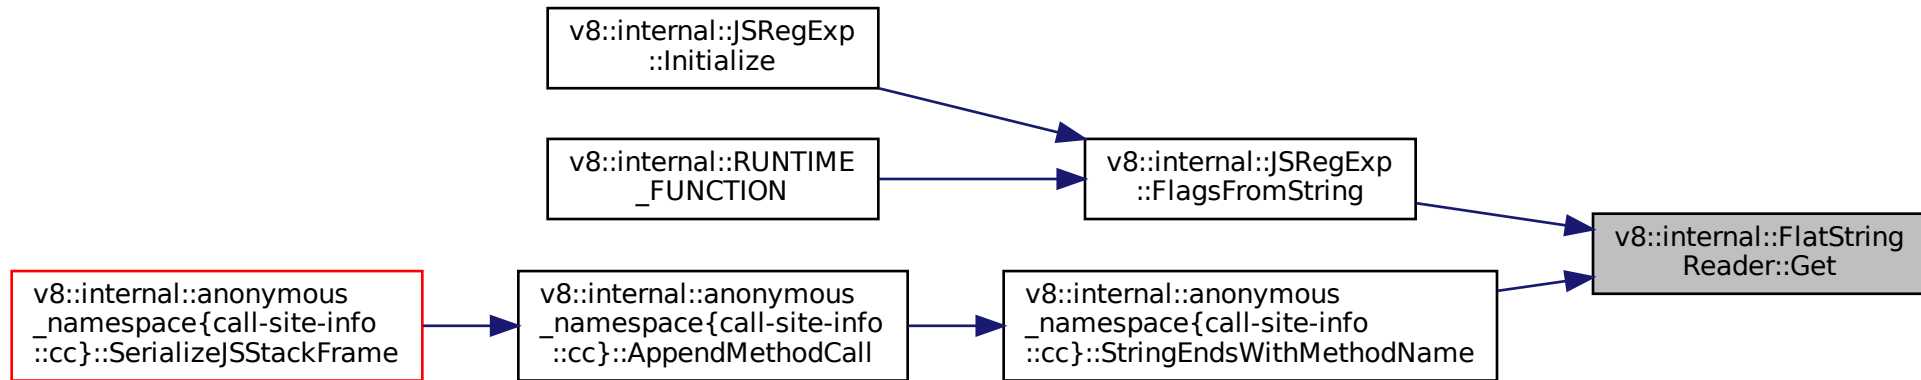 v8::internal::JSRegExp
::Initialize
v8::internal::RUNTIME
_FUNCTION
v8::internal::JSRegExp
::FlagsFromString
v8::internal::FlatString
Reader::Get
v8::internal::anonymous
_namespace{call-site-info
::cc}::SerializeJSStackFrame
v8::internal::anonymous
_namespace{call-site-info
::cc}::AppendMethodCall
v8::internal::anonymous
_namespace{call-site-info
::cc}::StringEndsWithMethodName